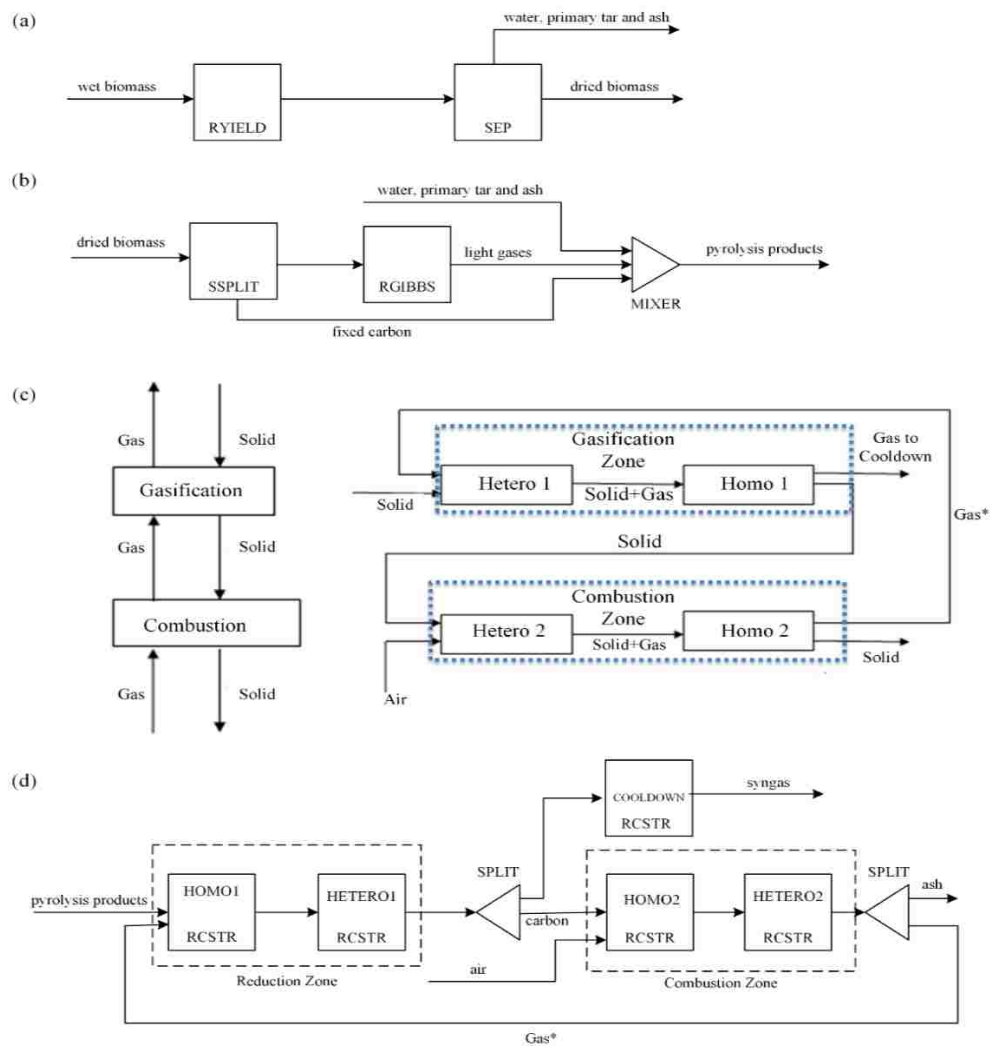 (a)
water, primary tar and ash
wet biomass
dried biomass
RYIELD
SEP
(b)
water, primary tar and ash
dried biomass
light gases
pyrolysis products
SSPLIT
RGIBBS
MIXER
fixed carbon
(c)
Gas
Solid
Gasification
Gas
Solid
Combustion
Gas
Solid
Gasification
Zone
Gas to
Cooldown
Hetero 1
Homo 1
Solid+Gas
Solid
Gas*
Solid
Combustion
Zone
Hetero 2
Homo 2
Solid+Gas
Solid
Air
(d)
COOLDOWN
RCSTR
syngas
SPLIT
SPLIT
pyrolysis products
HOMO1
RCSTR
HETERO1
RCSTR
carbon
HOMO2
RCSTR
HETERO2
RCSTR
ash
air
Reduction Zone
Combustion Zone
Gas*